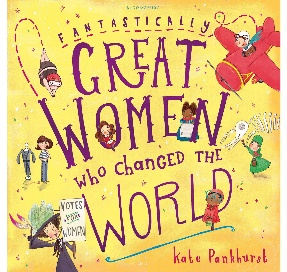 FANTASTICALLY
GREAT
WOMEN
WHO CHANGED THE
WORLD
VOTES
FOR
WOMEN
Kate Pankhurst